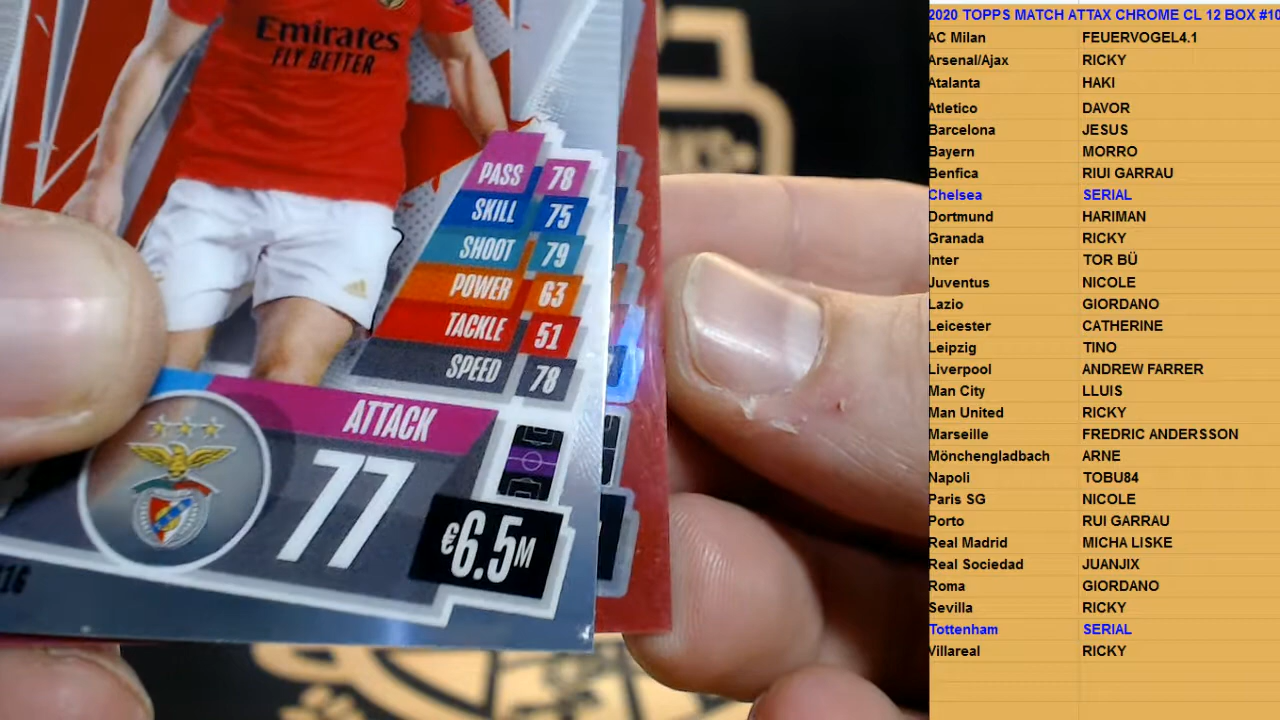 Emirates
FLY BETTER
PASS 78
SKILL 75
SHOOT 79
POWER 63
TACKLE 51
SPEED 78
ATTACK
77
€6.5M
2020 TOPPS MATCH ATTAX CHROME CL 12 BOX #10
AC Milan FEUERVOGEL4.1
Arsenal/Ajax RICKY
Atalanta HAKI
Atletico DAVOR
Barcelona JESUS
Bayern MORRO
Benfica RIUI GARRAU
Chelsea SERIAL
Dortmund HARIMAN
Granada RICKY
Inter TOR BÜ
Juventus NICOLE
Lazio GIORDANO
Leicester CATHERINE
Leipzig TINO
Liverpool ANDREW FARRER
Man City LLUIS
Man United RICKY
Marseille FREDRIC ANDERSSON
Mönchengladbach ARNE
Napoli TOBU84
Paris SG NICOLE
Porto RUI GARRAU
Real Madrid MICHA LISKE
Real Sociedad JUANJIX
Roma GIORDANO
Sevilla RICKY
Tottenham SERIAL
Villareal RICKY